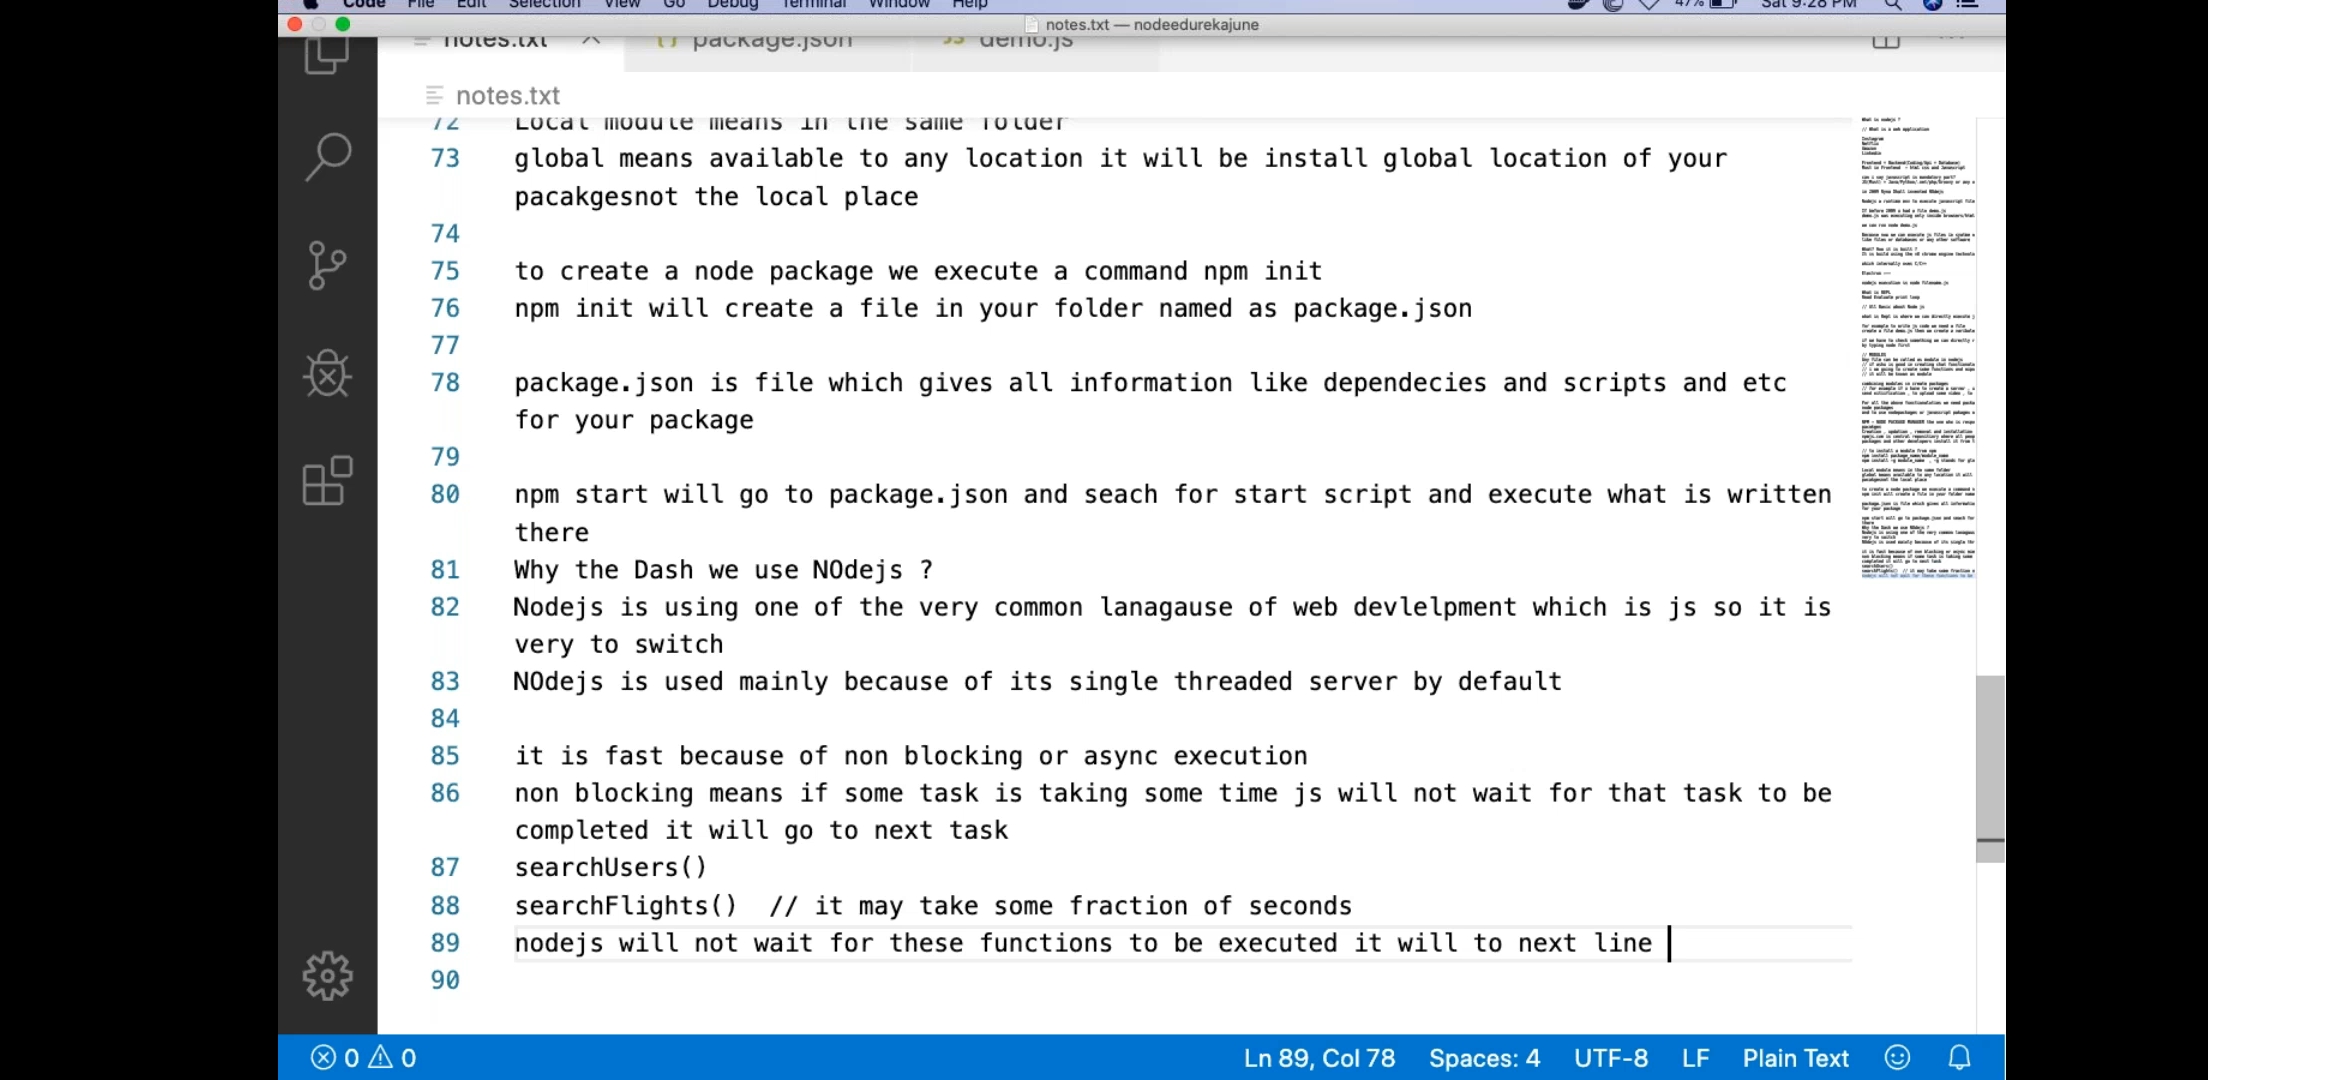 Code File Edit Selection View Go Debug Terminal Window Help 47% Sat 9:28 PM
notes.txt — nodeedurekajune
notes.txt package.json demo.js
notes.txt
72 Local module means in the same folder
73 global means available to any location it will be install global location of your
pacakgesnot the local place
74
75 to create a node package we execute a command npm init
76 npm init will create a file in your folder named as package.json
77
78 package.json is file which gives all information like dependecies and scripts and etc
for your package
79
80 npm start will go to package.json and seach for start script and execute what is written
there
81 Why the Dash we use NOdejs ?
82 Nodejs is using one of the very common lanagause of web devlelpment which is js so it is
very to switch
83 NOdejs is used mainly because of its single threaded server by default
84
85 it is fast because of non blocking or async execution
86 non blocking means if some task is taking some time js will not wait for that task to be
completed it will go to next task
87 searchUsers()
88 searchFlights()  // it may take some fraction of seconds
89 nodejs will not wait for these functions to be executed it will to next line
90
0 0 Ln 89, Col 78 Spaces: 4 UTF-8 LF Plain Text